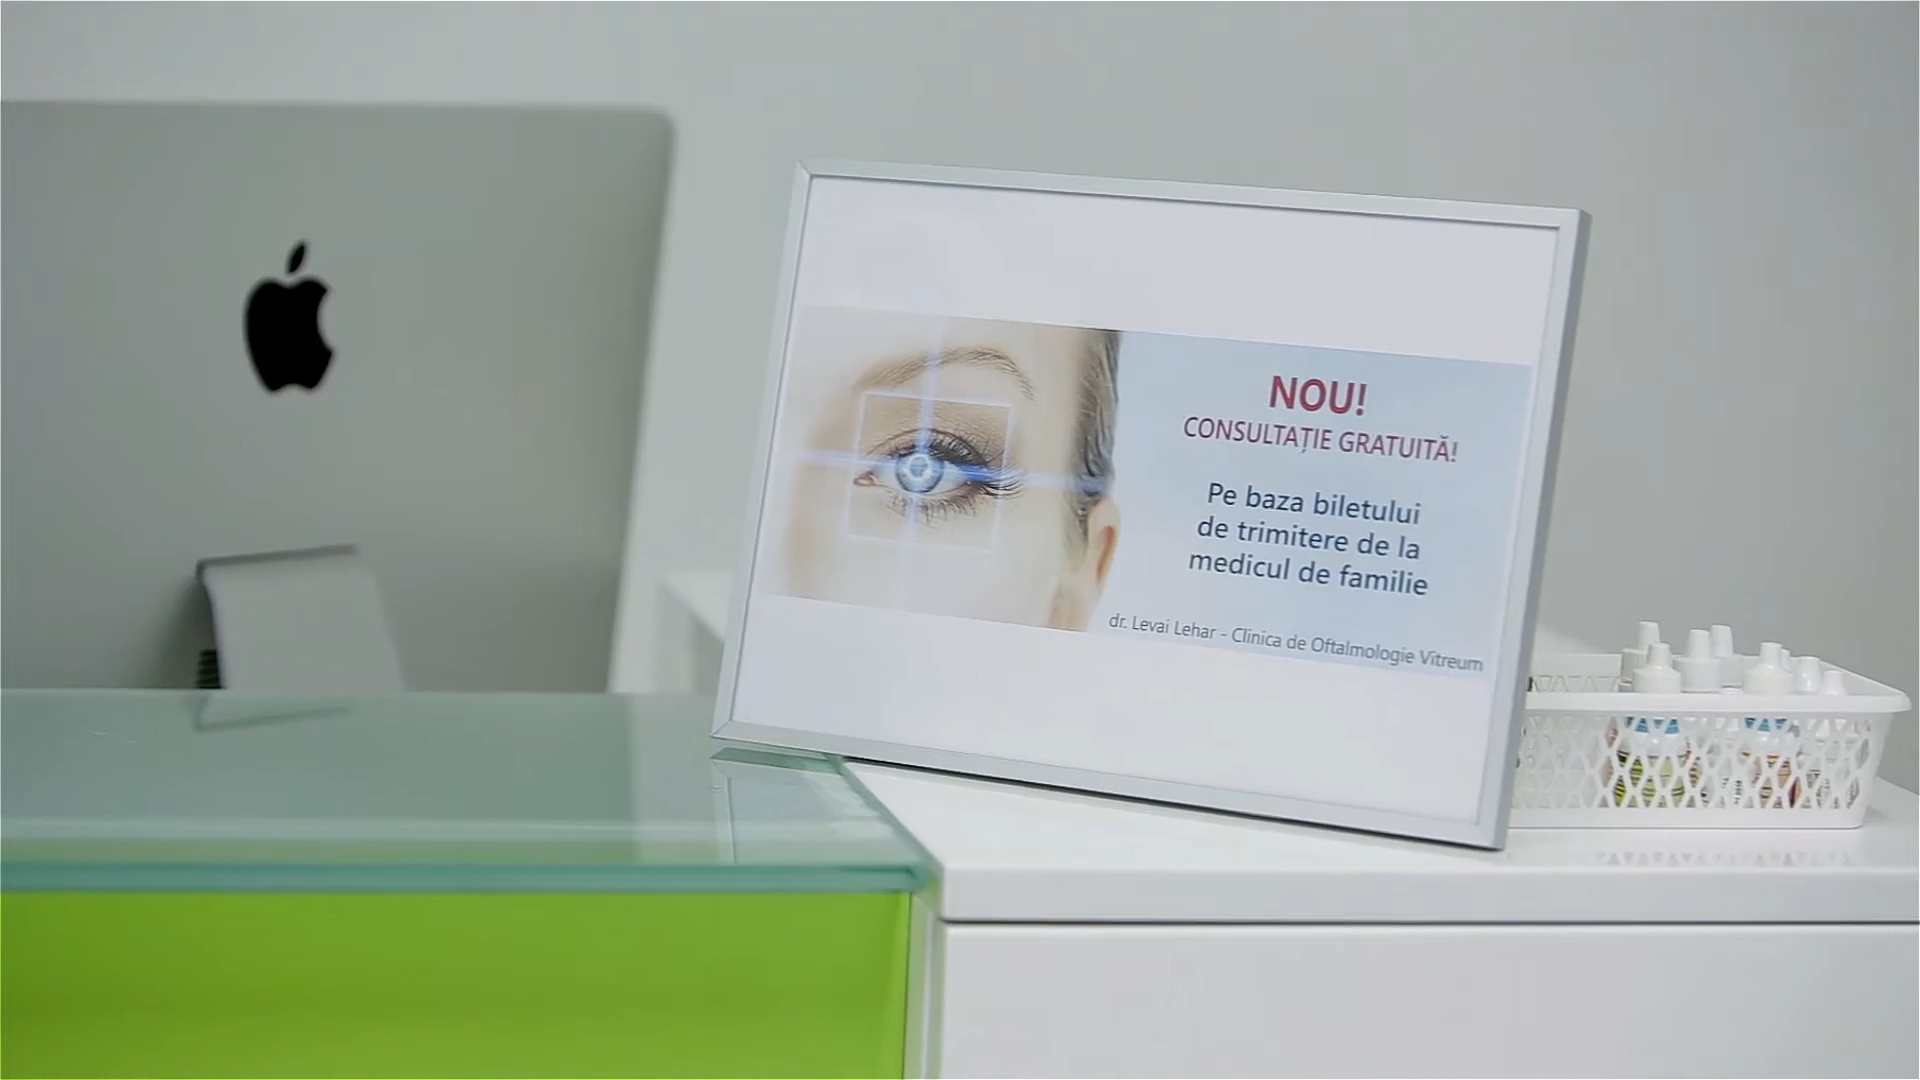 NOU!
CONSULTAȚIE GRATUITĂ!
Pe baza biletului
de trimitere de la
medicul de familie
dr. Levai Lehar - Clinica de Oftalmologie Vitreum